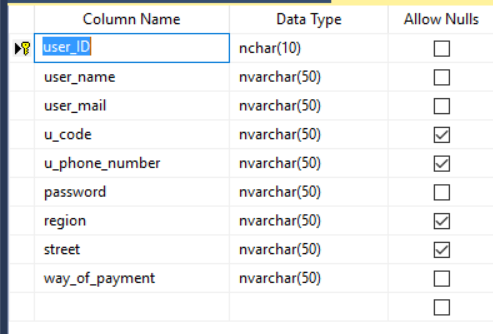 Column Name Data Type Allow Nulls
user_ID nchar(10)
user_name nvarchar(50)
user_mail nvarchar(50)
u_code nvarchar(50)
u_phone_number nvarchar(50)
password nvarchar(50)
region nvarchar(50)
street nvarchar(50)
way_of_payment nvarchar(50)